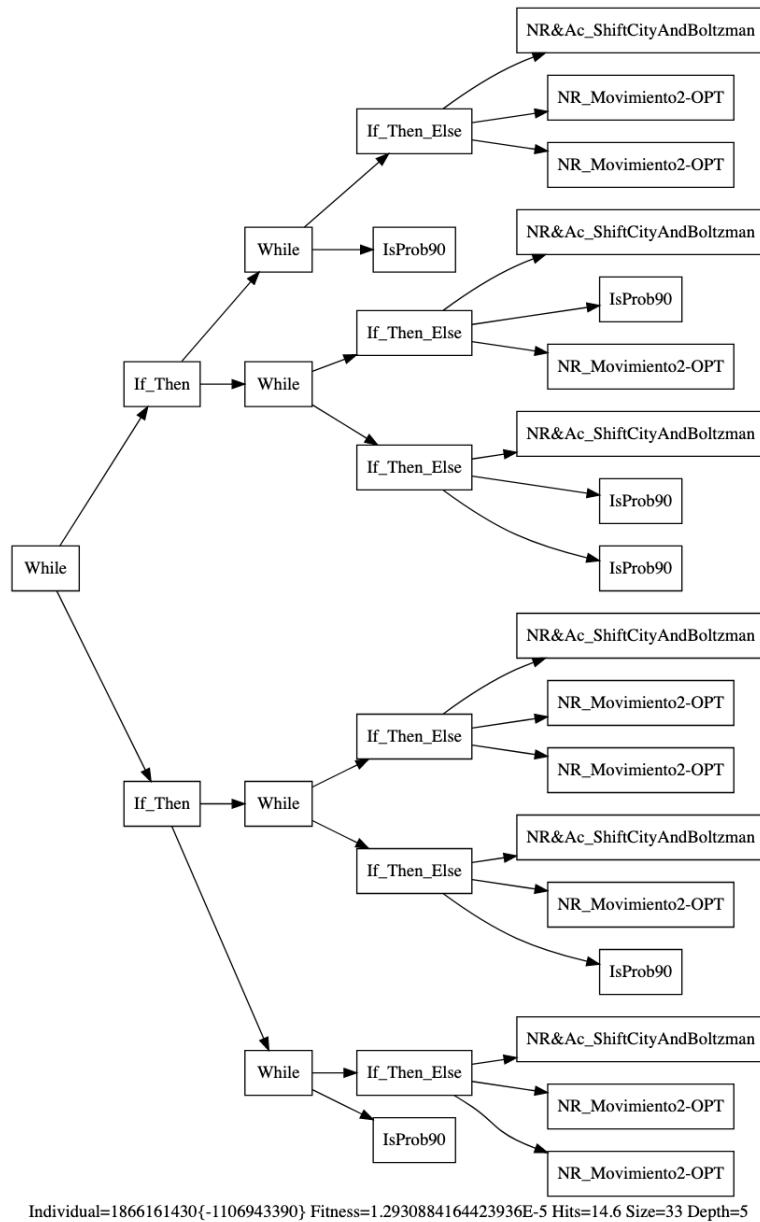 NR&Ac_ShiftCityAndBoltzman
NR_Movimiento2-OPT
If_Then_Else
NR_Movimiento2-OPT
NR&Ac_ShiftCityAndBoltzman
While
IsProb90
IsProb90
If_Then_Else
NR_Movimiento2-OPT
If_Then
While
NR&Ac_ShiftCityAndBoltzman
If_Then_Else
IsProb90
While
IsProb90
NR&Ac_ShiftCityAndBoltzman
NR_Movimiento2-OPT
If_Then_Else
NR_Movimiento2-OPT
If_Then
While
NR&Ac_ShiftCityAndBoltzman
If_Then_Else
NR_Movimiento2-OPT
IsProb90
NR&Ac_ShiftCityAndBoltzman
While
If_Then_Else
NR_Movimiento2-OPT
IsProb90
NR_Movimiento2-OPT
Individual=1866161430{-1106943390} Fitness=1.2930884164423936E-5 Hits=14.6 Size=33 Depth=5